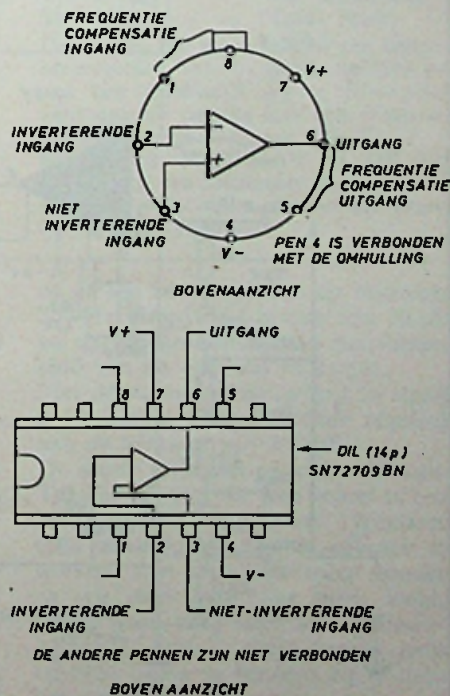 FREQUENTIE
COMPENSATIE
INGANG
8
1
7
V+
INVERTERENDE
INGANG
2
-
+
6
UITGANG
FREQUENTIE
COMPENSATIE
UITGANG
NIET
INVERTERENDE
INGANG
3
4
V-
5
PEN 4 IS VERBONDEN
MET DE OMHULLING
BOVENAANZICHT
V+
UITGANG
8
7
6
5
DIL (14p)
SN72709BN
1
2
3
4
V-
INVERTERENDE
INGANG
NIET-INVERTERENDE
INGANG
DE ANDERE PENNEN ZIJN NIET VERBONDEN
BOVEN AANZICHT